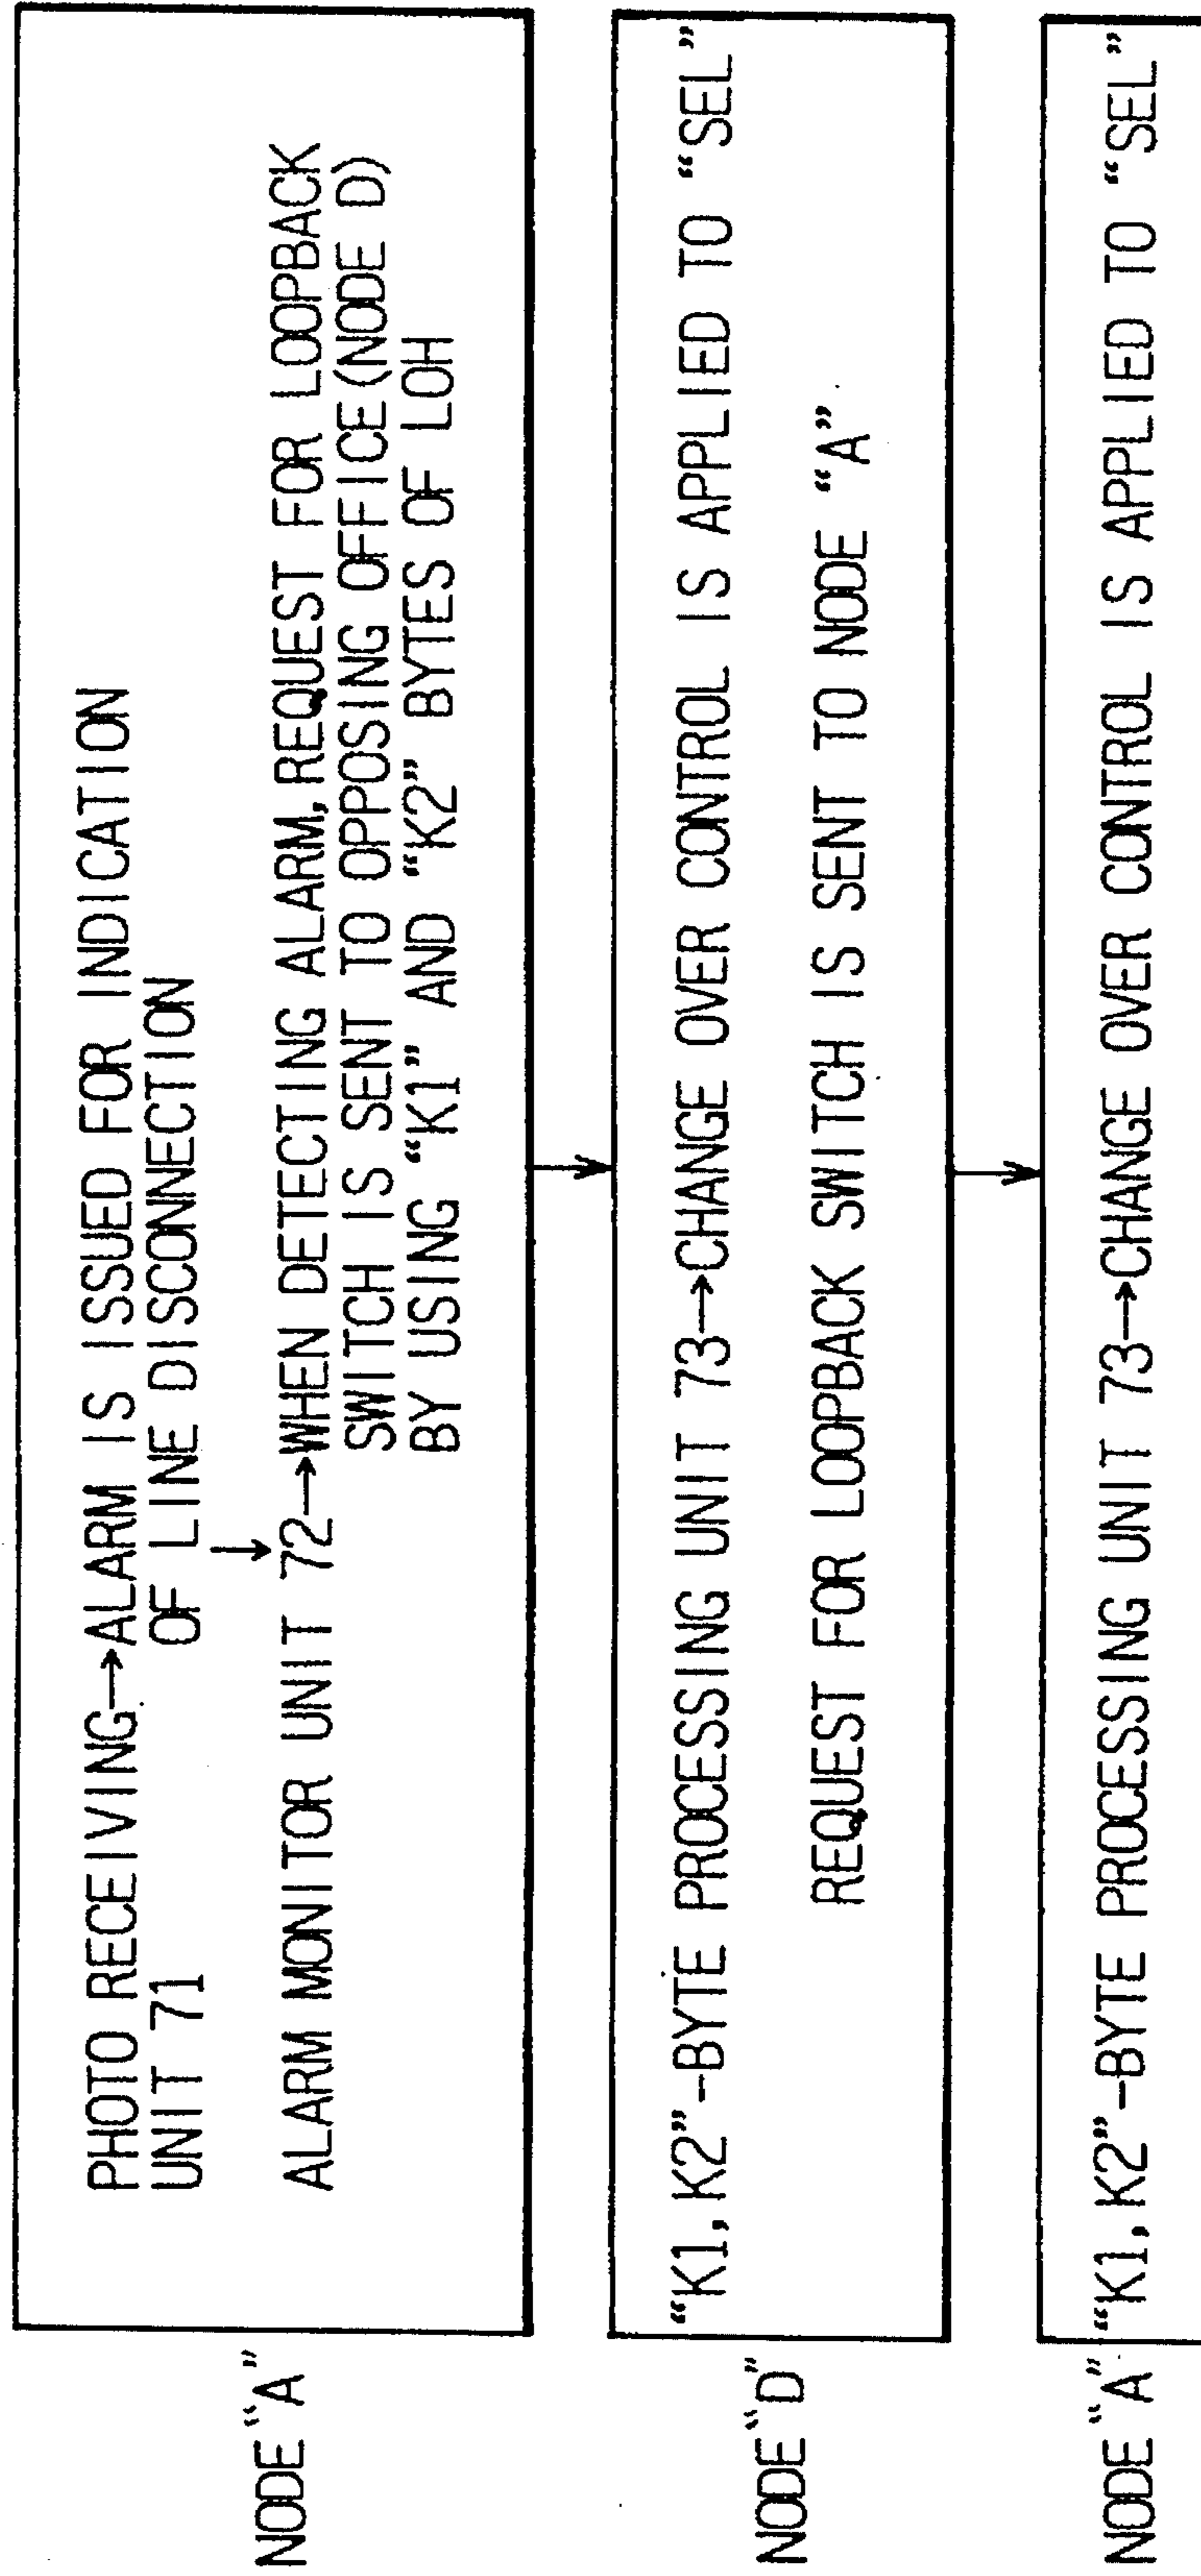 NODE “A”
PHOTO RECEIVING→ALARM IS ISSUED FOR INDICATION
UNIT 71 OF LINE DISCONNECTION
ALARM MONITOR UNIT 72→WHEN DETECTING ALARM, REQUEST FOR LOOPBACK
SWITCH IS SENT TO OPPOSING OFFICE(NODE D)
BY USING “K1” AND “K2” BYTES OF LOH
NODE “D”
“K1, K2”-BYTE PROCESSING UNIT 73→CHANGE OVER CONTROL IS APPLIED TO “SEL”
REQUEST FOR LOOPBACK SWITCH IS SENT TO NODE “A”
NODE “A”
“K1, K2”-BYTE PROCESSING UNIT 73→CHANGE OVER CONTROL IS APPLIED TO “SEL”